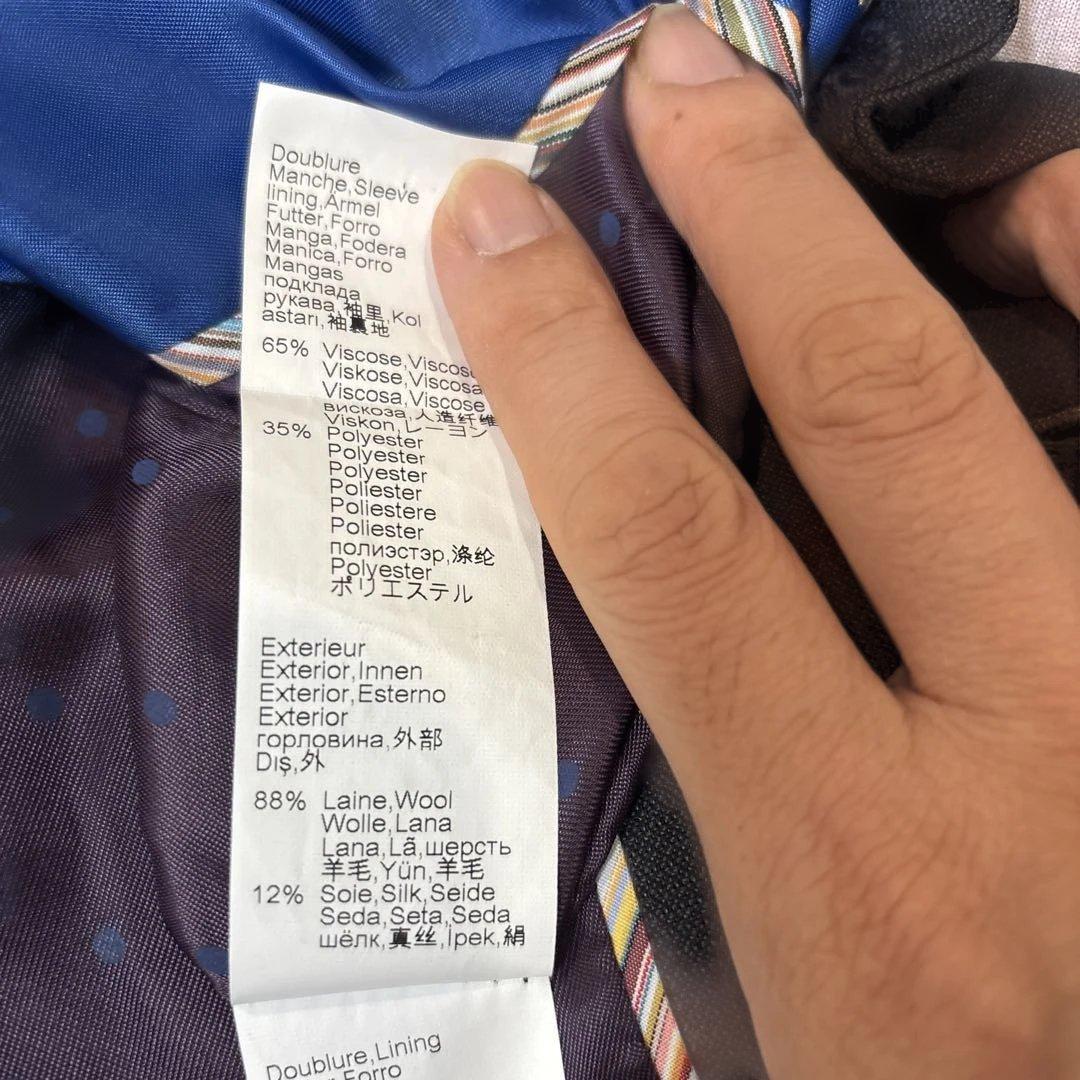 Doublure
Manche,Sleeve
lining,Armel
Futter,Forro
Manga,Fodera
Manica,Forro
Mangas
подклада
рукава,袖里,Kol
astarı,袖裏地
65% Viscose,Viscose
Viskose,Viscosa
Viscosa,Viscose
вискоза,人造纤维
Viskon,レーヨン
35% Polyester
Polyester
Polyester
Poliester
Poliestere
Poliester
полиэстэр,涤纶
Polyester
ポリエステル
Exterieur
Exterior,Innen
Exterior,Esterno
Exterior
горловина,外部
Dış,外
88% Laine,Wool
Wolle,Lana
Lana,Lã,шерсть
羊毛,Yün,羊毛
12% Soie,Silk,Seide
Seda,Seta,Seda
шёлк,真丝,İpek,絹
Doublure,Lining
Forro